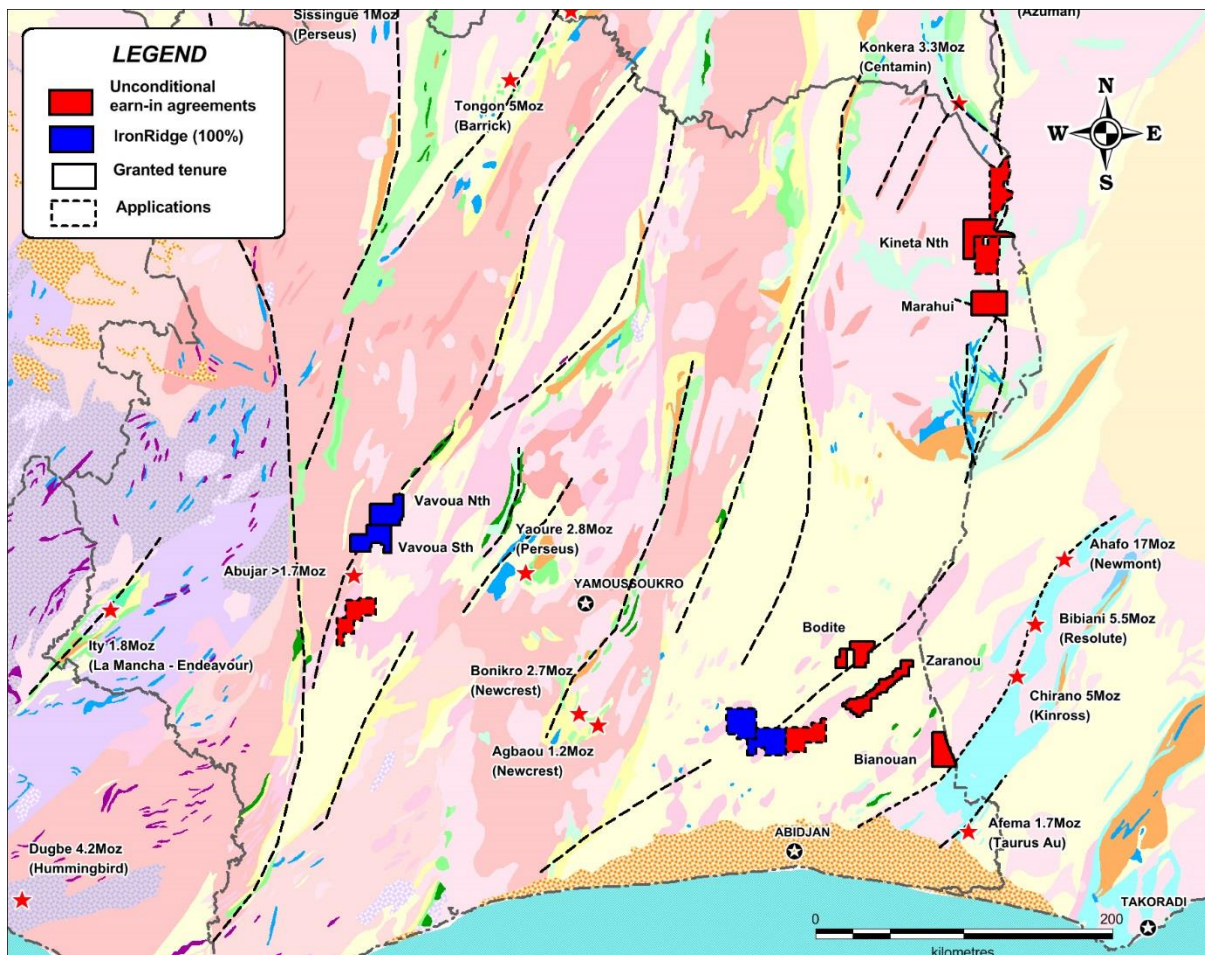 Sissingue 1Moz
(Perseus)
(Azumah)
LEGEND
Unconditional
earn-in agreements
IronRidge (100%)
Granted tenure
Applications
Tongon 5Moz
(Barrick)
Konkera 3.3Moz
(Centamin)
N
W
E
S
Kineta Nth
Marahui
Vavoua Nth
Vavoua Sth
Abujar >1.7Moz
Yaoure 2.8Moz
(Perseus)
YAMOUSSOUKRO
Ahafo 17Moz
(Newmont)
Bibiani 5.5Moz
(Resolute)
Chirano 5Moz
(Kinross)
Ity 1.8Moz
(La Mancha - Endeavour)
Bodite
Zaranou
Bonikro 2.7Moz
(Newcrest)
Agbaou 1.2Moz
(Newcrest)
Bianouan
Afema 1.7Moz
(Taurus Au)
ABIDJAN
Dugbe 4.2Moz
(Hummingbird)
TAKORADI
0
200
kilometres